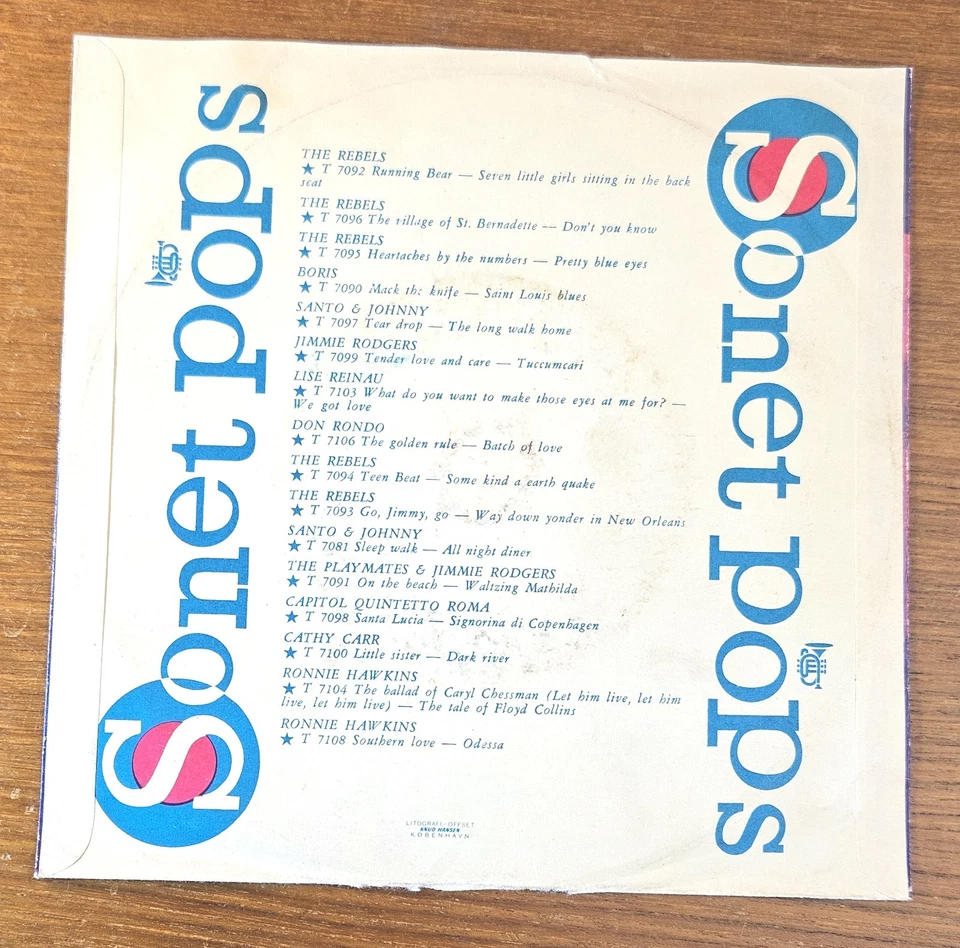 Sonet pops
THE REBELS
★ T 7092 Running Bear — Seven little girls sitting in the back
seat
THE REBELS
★ T 7096 The village of St. Bernadette — Don't you know
THE REBELS
★ T 7095 Heartaches by the numbers — Pretty blue eyes
BORIS
★ T 7090 Mack the knife — Saint Louis blues
SANTO & JOHNNY
★ T 7097 Tear drop — The long walk home
JIMMIE RODGERS
★ T 7099 Tender love and care — Tuccumcari
LISE REINAU
★ T 7103 What do you want to make those eyes at me for? —
We got love
DON RONDO
★ T 7106 The golden rule — Batch of love
THE REBELS
★ T 7094 Teen Beat — Some kind a earth quake
THE REBELS
★ T 7093 Go, Jimmy, go — Way down yonder in New Orleans
SANTO & JOHNNY
★ T 7081 Sleep walk — All night diner
THE PLAYMATES & JIMMIE RODGERS
★ T 7091 On the beach — Waltzing Mathilda
CAPITOL QUINTETTO ROMA
★ T 7098 Santa Lucia — Signorina di Copenhagen
CATHY CARR
★ T 7100 Little sister — Dark river
RONNIE HAWKINS
★ T 7104 The ballad of Caryl Chessman (Let him live, let him
live, let him live) — The tale of Floyd Collins
RONNIE HAWKINS
★ T 7108 Southern love — Odessa
LITOGRAFI-OFFSET
KNUD HANSEN
KØBENHAVN
Sonet pops